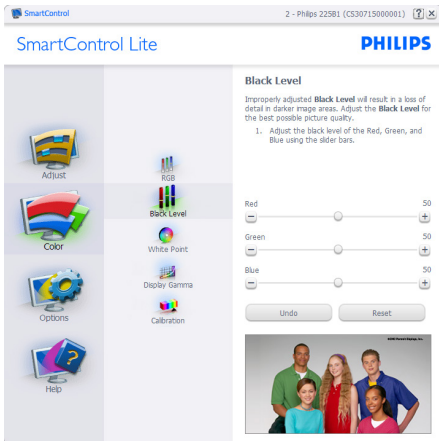 SmartControl
2 - Philips 225B1 (CS30715000001)
SmartControl Lite
PHILIPS
Adjust
Color
Options
Help
RGB
Black Level
White Point
Display Gamma
Calibration
Black Level
Improperly adjusted Black Level will result in a loss of
detail in darker image areas. Adjust the Black Level for
the best possible picture quality.
1. Adjust the black level of the Red, Green, and
Blue using the slider bars.
Red 50
Green 50
Blue 50
Undo Reset